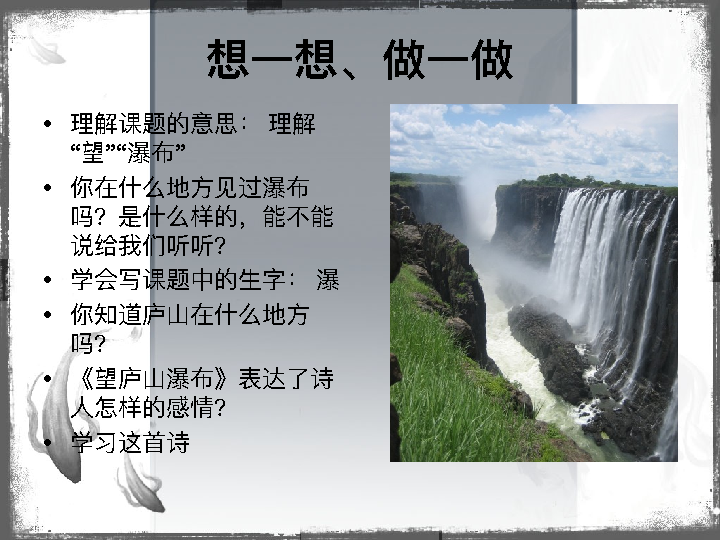 想一想、做一做
• 理解课题的意思： 理解
“望”“瀑布”
• 你在什么地方见过瀑布
吗？是什么样的，能不能
说给我们听听？
• 学会写课题中的生字： 瀑
• 你知道庐山在什么地方
吗？
• 《望庐山瀑布》表达了诗
人怎样的感情？
• 学习这首诗